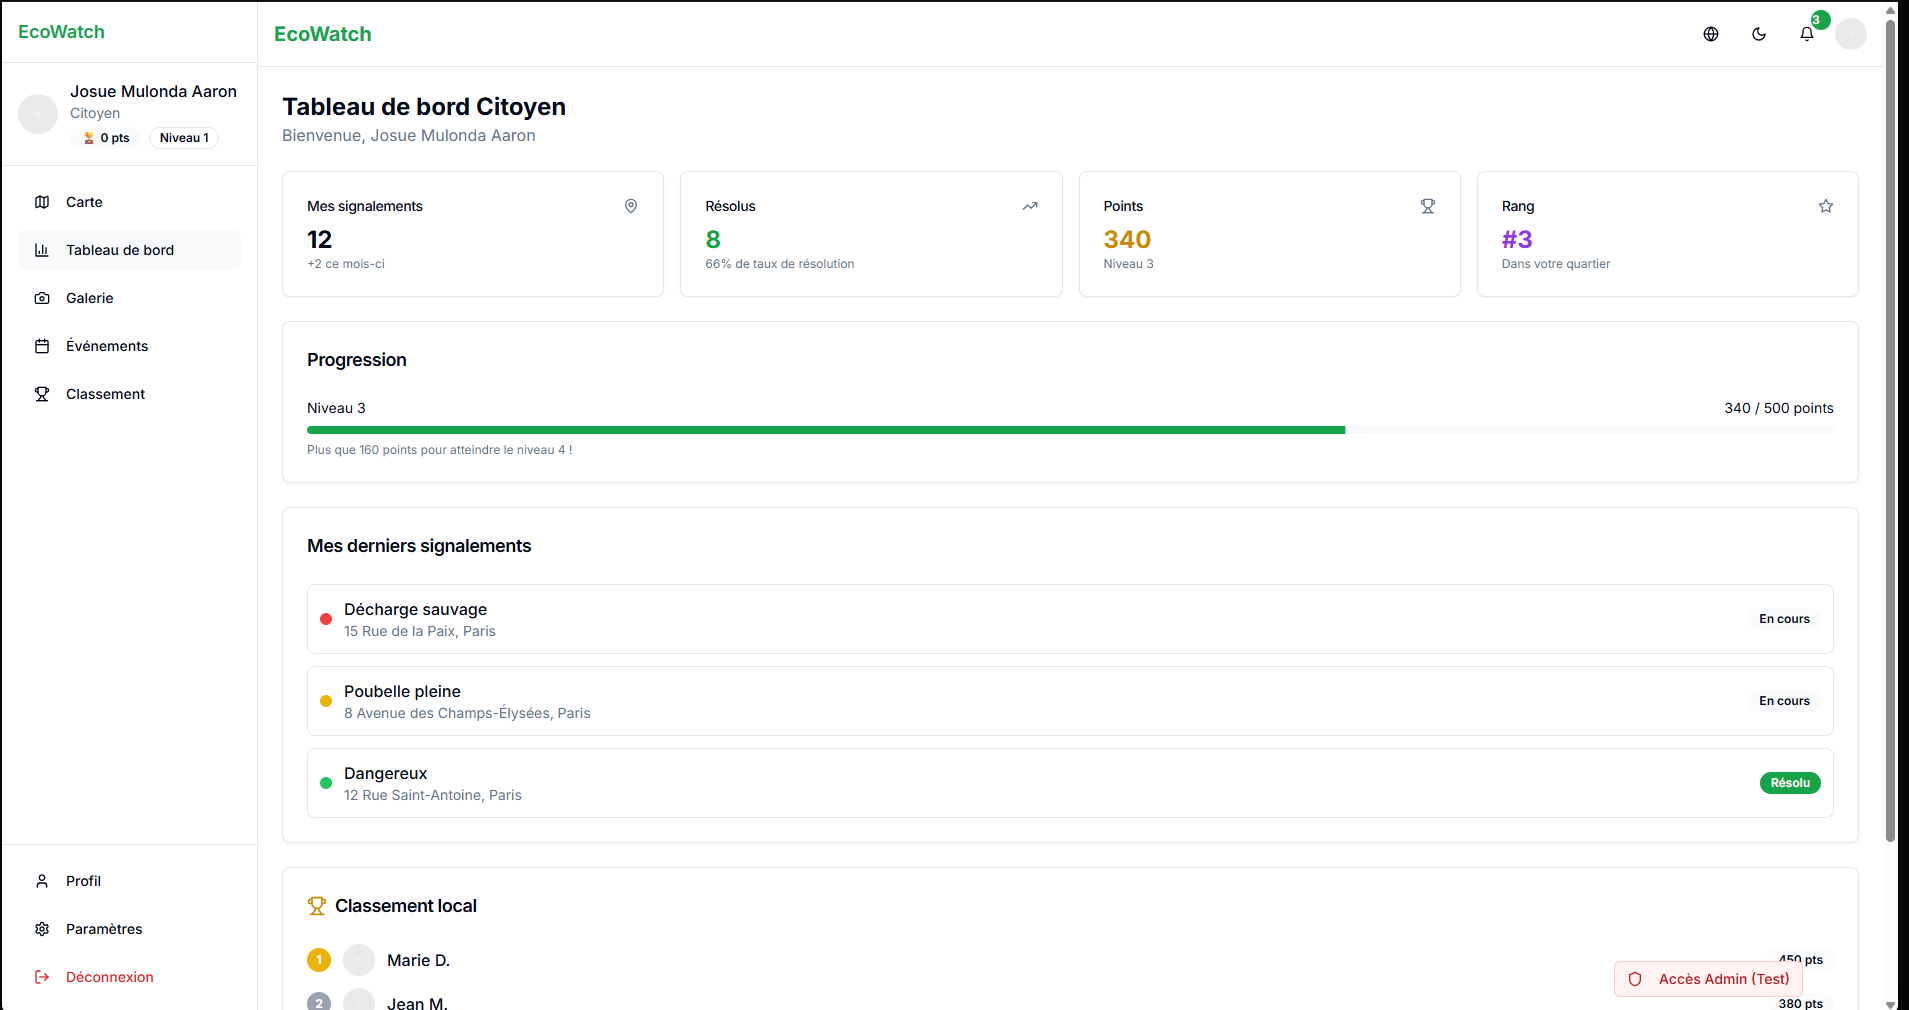 EcoWatch
Josue Mulonda Aaron
Citoyen
0 pts
Niveau 1
Carte
Tableau de bord
Galerie
Événements
Classement
Profil
Paramètres
Déconnexion
EcoWatch
3
Tableau de bord Citoyen
Bienvenue, Josue Mulonda Aaron
Mes signalements
12
+2 ce mois-ci
Résolus
8
66% de taux de résolution
Points
340
Niveau 3
Rang
#3
Dans votre quartier
Progression
Niveau 3
340 / 500 points
Plus que 160 points pour atteindre le niveau 4 !
Mes derniers signalements
Décharge sauvage
15 Rue de la Paix, Paris
En cours
Poubelle pleine
8 Avenue des Champs-Élysées, Paris
En cours
Dangereux
12 Rue Saint-Antoine, Paris
Résolu
Classement local
1
Marie D.
450 pts
Accès Admin (Test)
2
Jean M.
380 pts